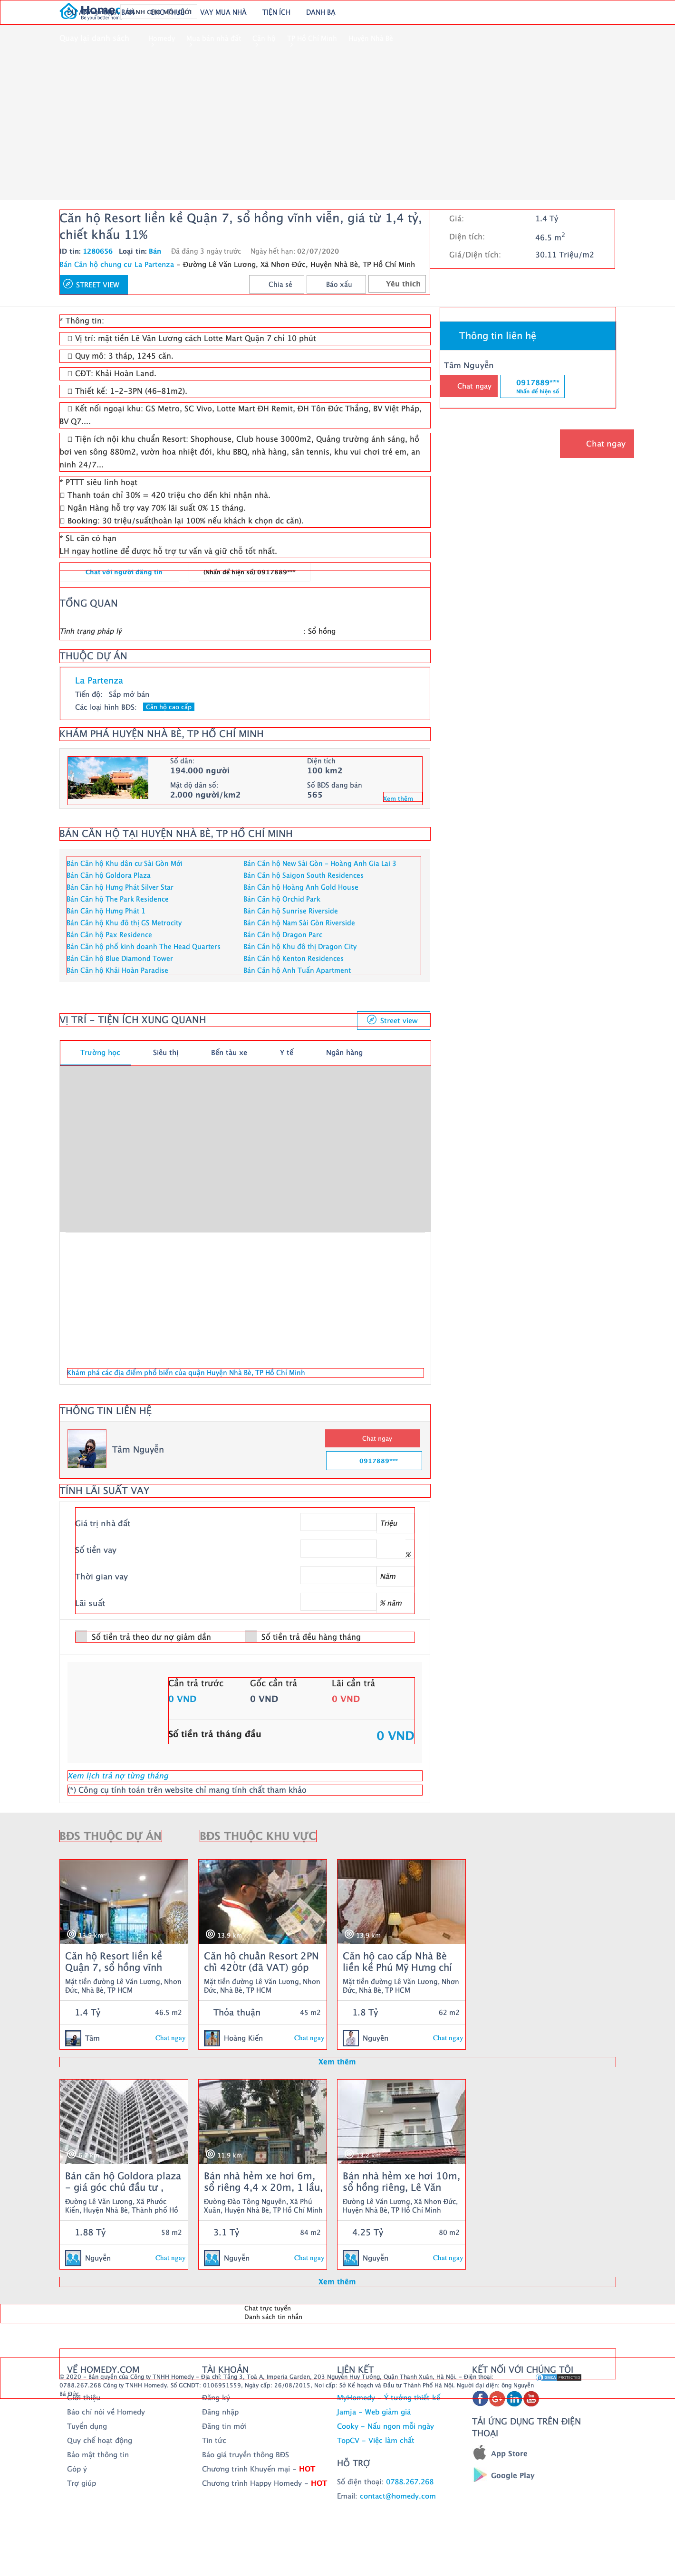 Homedy
Be your better home.
VAY MUA NHÀ
TIỆN ÍCH
DANH BẠ
Căn hộ Resort liền kề Quận 7, sổ hồng vĩnh viễn, giá từ 1,4 tỷ,
chiết khấu 11%
Giá: 1.4 Tỷ
Diện tích: 46.5 m2
Giá/Diện tích: 30.11 Triệu/m2
ID tin: 1280656 Loại tin: Bán Đã đăng 3 ngày trước Ngày hết hạn: 02/07/2020
Bán Căn hộ chung cư La Partenza - Đường Lê Văn Lương, Xã Nhơn Đức, Huyện Nhà Bè, TP Hồ Chí Minh
STREET VIEW
Chia sẻ
Báo xấu
Yêu thích
Thông tin liên hệ
Tâm Nguyễn
Chat ngay
0917889***
Nhấn để hiện số
Chat ngay
* Thông tin:
Vị trí: mặt tiền Lê Văn Lương cách Lotte Mart Quận 7 chỉ 10 phút
Quy mô: 3 tháp, 1245 căn.
CĐT: Khải Hoàn Land.
Thiết kế: 1-2-3PN (46-81m2).
Kết nối ngoại khu: GS Metro, SC Vivo, Lotte Mart ĐH Remit, ĐH Tôn Đức Thắng, BV Việt Pháp,
BV Q7....
Tiện ích nội khu chuẩn Resort: Shophouse, Club house 3000m2, Quảng trường ánh sáng, hồ
bơi ven sông 880m2, vườn hoa nhiệt đới, khu BBQ, nhà hàng, sân tennis, khu vui chơi trẻ em, an
ninh 24/7...
* PTTT siêu linh hoạt
Thanh toán chỉ 30% = 420 triệu cho đến khi nhận nhà.
Ngân Hàng hỗ trợ vay 70% lãi suất 0% 15 tháng.
Booking: 30 triệu/suất(hoàn lại 100% nếu khách k chọn dc căn).
* SL căn có hạn
LH ngay hotline để được hỗ trợ tư vấn và giữ chỗ tốt nhất.
Chat với người đăng tin
(Nhấn để hiện số) 0917889***
TỔNG QUAN
Tình trạng pháp lý : Sổ hồng
THUỘC DỰ ÁN
La Partenza
Tiến độ: Sắp mở bán
Các loại hình BĐS: Căn hộ cao cấp
KHÁM PHÁ HUYỆN NHÀ BÈ, TP HỒ CHÍ MINH
Số dân: Diện tích
194.000 người 100 km2
Mật độ dân số: Số BĐS đang bán
2.000 người/km2 565
Xem thêm
BÁN CĂN HỘ TẠI HUYỆN NHÀ BÈ, TP HỒ CHÍ MINH
Bán Căn hộ Khu dân cư Sài Gòn Mới
Bán Căn hộ New Sài Gòn - Hoàng Anh Gia Lai 3
Bán Căn hộ Goldora Plaza
Bán Căn hộ Saigon South Residences
Bán Căn hộ Hưng Phát Silver Star
Bán Căn hộ Hoàng Anh Gold House
Bán Căn hộ The Park Residence
Bán Căn hộ Orchid Park
Bán Căn hộ Hưng Phát 1
Bán Căn hộ Sunrise Riverside
Bán Căn hộ Khu đô thị GS Metrocity
Bán Căn hộ Nam Sài Gòn Riverside
Bán Căn hộ Pax Residence
Bán Căn hộ Dragon Parc
Bán Căn hộ phố kinh doanh The Head Quarters
Bán Căn hộ Khu đô thị Dragon City
Bán Căn hộ Blue Diamond Tower
Bán Căn hộ Kenton Residences
Bán Căn hộ Khải Hoàn Paradise
Bán Căn hộ Anh Tuấn Apartment
VỊ TRÍ - TIỆN ÍCH XUNG QUANH
Street view
Trường học Siêu thị Bến tàu xe Y tế Ngân hàng
Khám phá các địa điểm phổ biến của quận Huyện Nhà Bè, TP Hồ Chí Minh
THÔNG TIN LIÊN HỆ
Tâm Nguyễn
Chat ngay
0917889***
TÍNH LÃI SUẤT VAY
Giá trị nhà đất Triệu
Số tiền vay %
Thời gian vay Năm
Lãi suất % năm
Số tiền trả theo dư nợ giảm dần
Số tiền trả đều hàng tháng
Cần trả trước Gốc cần trả Lãi cần trả
0 VND 0 VND 0 VND
Số tiền trả tháng đầu 0 VND
Xem lịch trả nợ từng tháng
(*) Công cụ tính toán trên website chỉ mang tính chất tham khảo
BĐS THUỘC DỰ ÁN
BĐS THUỘC KHU VỰC
13.9 km
Căn hộ Resort liền kề
Quận 7, sổ hồng vĩnh
Mặt tiền đường Lê Văn Lương, Nhơn
Đức, Nhà Bè, TP HCM
1.4 Tỷ 46.5 m2
Tâm Chat ngay
13.9 km
Căn hộ chuẩn Resort 2PN
chỉ 420tr (đã VAT) góp
Mặt tiền đường Lê Văn Lương, Nhơn
Đức, Nhà Bè, TP HCM
Thỏa thuận 45 m2
Hoàng Kiến Chat ngay
13.9 km
Căn hộ cao cấp Nhà Bè
liền kề Phú Mỹ Hưng chỉ
Mặt tiền đường Lê Văn Lương, Nhơn
Đức, Nhà Bè, TP HCM
1.8 Tỷ 62 m2
Nguyễn Chat ngay
Xem thêm
Bán căn hộ Goldora plaza
- giá góc chủ đầu tư ,
Đường Lê Văn Lương, Xã Phước
Kiển, Huyện Nhà Bè, Thành phố Hồ
1.88 Tỷ 58 m2
Nguyễn Chat ngay
11.9 km
Bán nhà hẻm xe hơi 6m,
sổ riêng 4,4 x 20m, 1 lầu,
Đường Đào Tông Nguyên, Xã Phú
Xuân, Huyện Nhà Bè, TP Hồ Chí Minh
3.1 Tỷ 84 m2
Nguyễn Chat ngay
Bán nhà hẻm xe hơi 10m,
sổ hồng riêng, Lê Văn
Đường Lê Văn Lương, Xã Nhơn Đức,
Huyện Nhà Bè, TP Hồ Chí Minh
4.25 Tỷ 80 m2
Nguyễn Chat ngay
Xem thêm
Chat trực tuyến
Danh sách tin nhắn
VỀ HOMEDY.COM
TÀI KHOẢN
LIÊN KẾT
KẾT NỐI VỚI CHÚNG TÔI
© 2020 - Bản quyền của Công ty TNHH Homedy - Địa chỉ: Tầng 3, Toà A, Imperia Garden, 203 Nguyễn Huy Tưởng, Quận Thanh Xuân, Hà Nội. - Điện thoại:
0788.267.268 Công ty TNHH Homedy. Số GCNDT: 0106951559, Ngày cấp: 26/08/2015, Nơi cấp: Sở Kế hoạch và Đầu tư Thành Phố Hà Nội. Người đại diện: ông Nguyễn
Bá Đức
Giới thiệu
Báo chí nói về Homedy
Tuyển dụng
Quy chế hoạt động
Bảo mật thông tin
Góp ý
Trợ giúp
Đăng ký
Đăng nhập
Đăng tin mới
Tin tức
Báo giá truyền thông BĐS
Chương trình Khuyến mại - HOT
Chương trình Happy Homedy - HOT
MyHomedy - Ý tưởng thiết kế
Jamja - Web giảm giá
Cooky - Nấu ngon mỗi ngày
TopCV - Việc làm chất
HỖ TRỢ
Số điện thoại: 0788.267.268
Email: contact@homedy.com
TẢI ỨNG DỤNG TRÊN ĐIỆN
THOẠI
App Store
Google Play